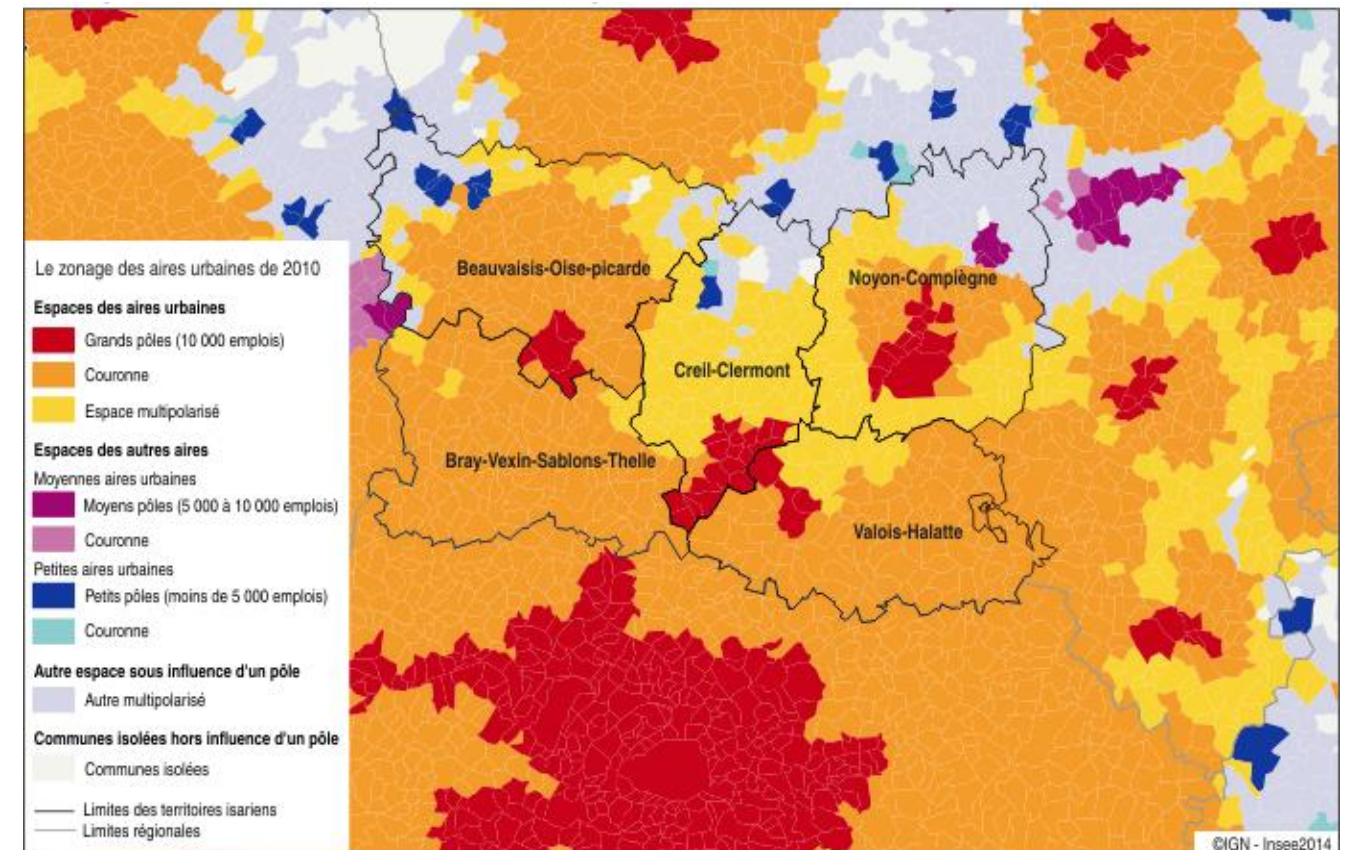 Beauvaisis-Oise-picarde
Noyon-Compiègne
Creil-Clermont
Bray-Vexin-Sablons-Thelle
Valois-Halatte
Le zonage des aires urbaines de 2010
Espaces des aires urbaines
Grands pôles (10 000 emplois)
Couronne
Espace multipolarisé
Espaces des autres aires
Moyennes aires urbaines
Moyens pôles (5 000 à 10 000 emplois)
Couronne
Petites aires urbaines
Petits pôles (moins de 5 000 emplois)
Couronne
Autre espace sous influence d'un pôle
Autre multipolarisé
Communes isolées hors influence d'un pôle
Communes isolées
Limites des territoires isariens
Limites régionales
©IGN - Insee2014